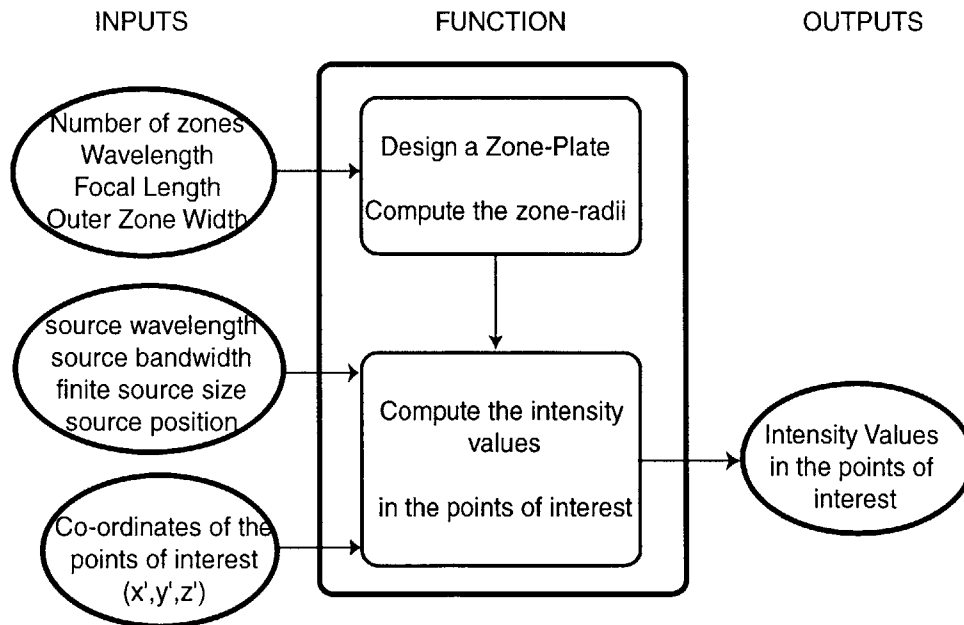 INPUTS
FUNCTION
OUTPUTS
Number of zones
Wavelength
Focal Length
Outer Zone Width
Design a Zone-Plate
Compute the zone-radii
source wavelength
source bandwidth
finite source size
source position
Compute the intensity
values
in the points of interest
Co-ordinates of the
points of interest
(x',y',z')
Intensity Values
in the points of
interest